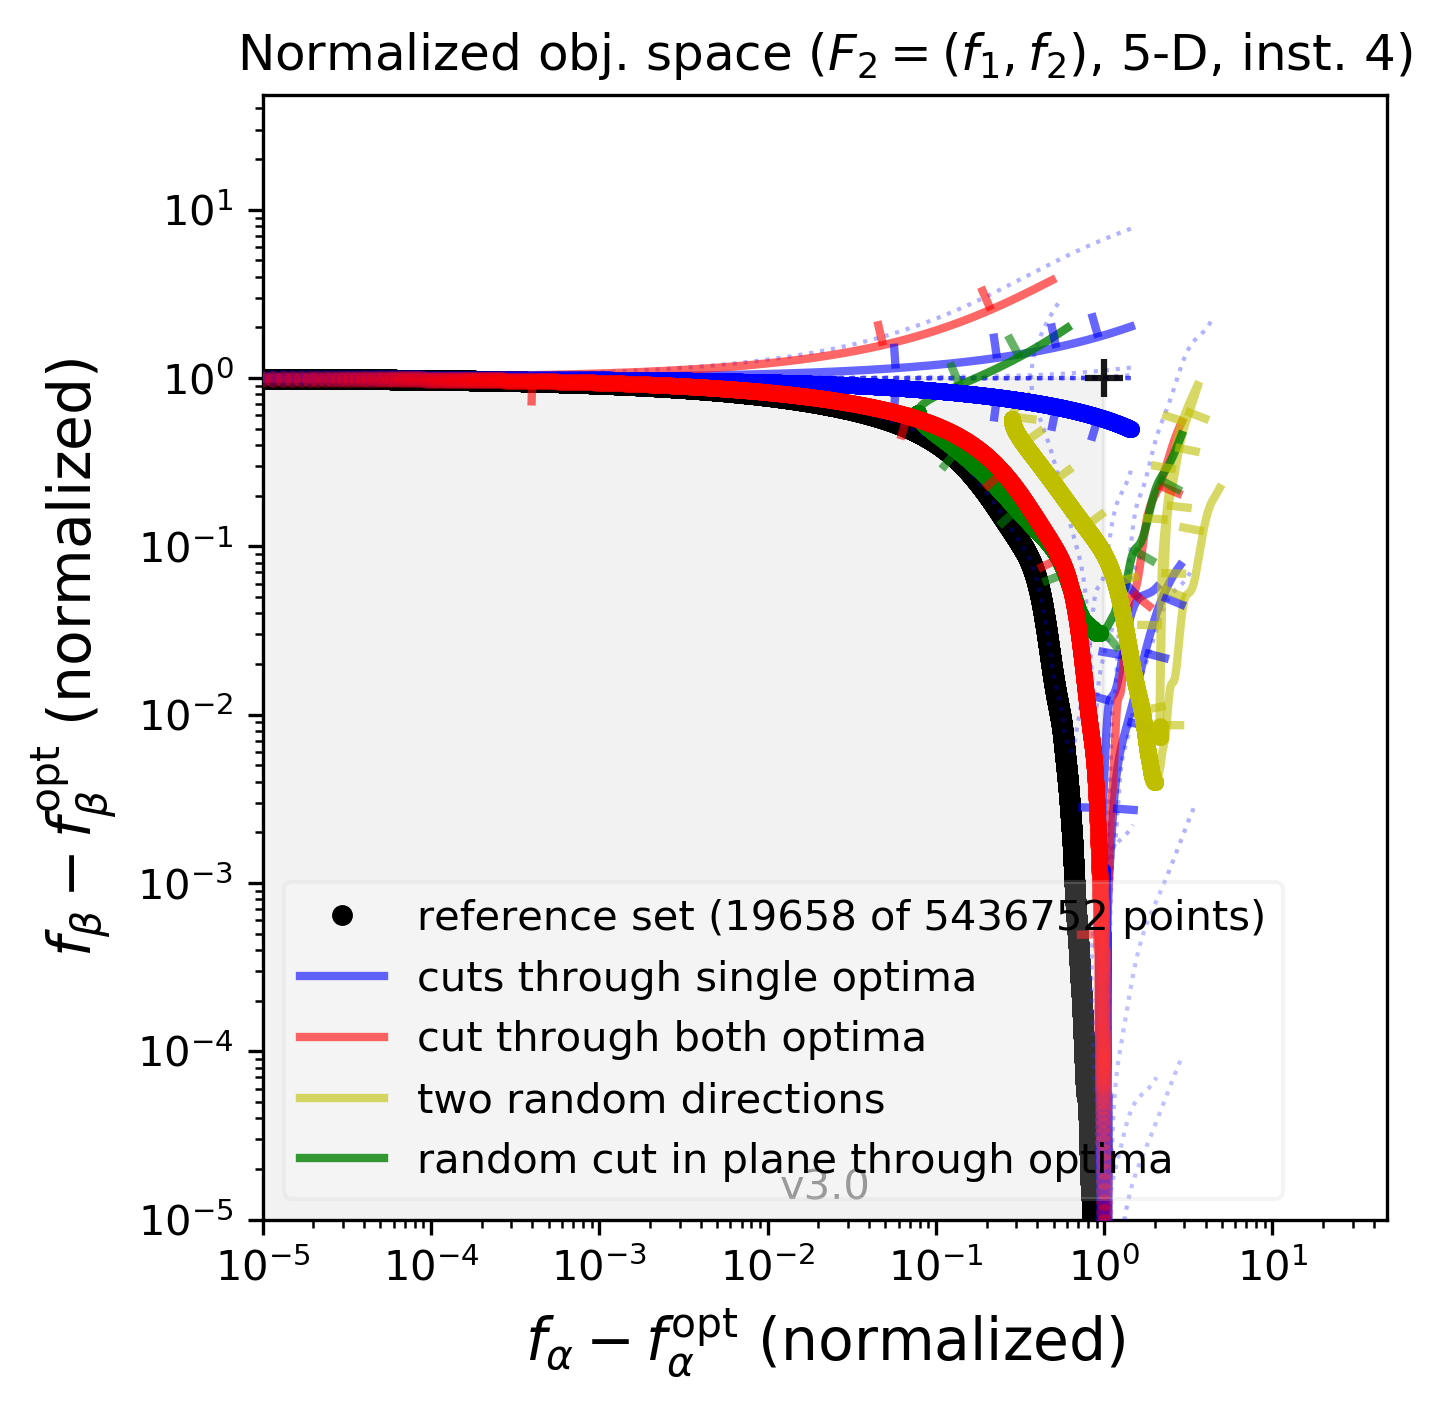 Normalized obj. space (F₂ = (f₁, f₂), 5-D, inst. 4)
f_β − f_β^opt (normalized)
10¹
10⁰
10⁻¹
10⁻²
10⁻³
10⁻⁴
10⁻⁵
reference set (19658 of 5436752 points)
cuts through single optima
cut through both optima
two random directions
random cut in plane through optima
v3.0
10⁻⁵ 10⁻⁴ 10⁻³ 10⁻² 10⁻¹ 10⁰ 10¹
f_α − f_α^opt (normalized)